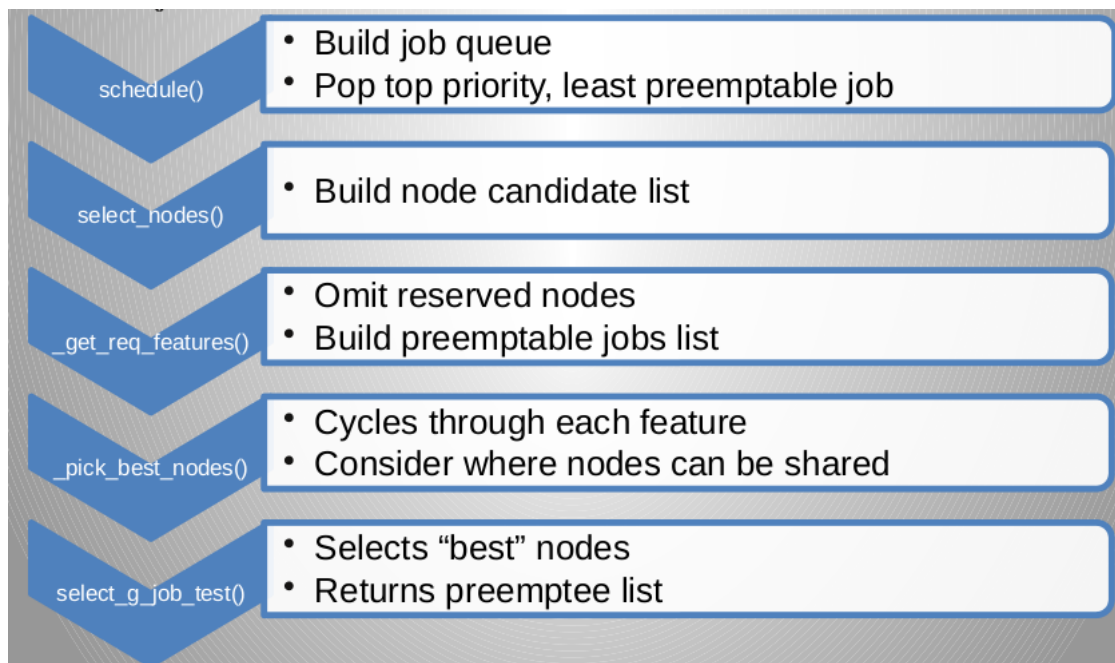 schedule()
• Build job queue
• Pop top priority, least preemptable job
select_nodes()
• Build node candidate list
_get_req_features()
• Omit reserved nodes
• Build preemptable jobs list
_pick_best_nodes()
• Cycles through each feature
• Consider where nodes can be shared
select_g_job_test()
• Selects “best” nodes
• Returns preemptee list